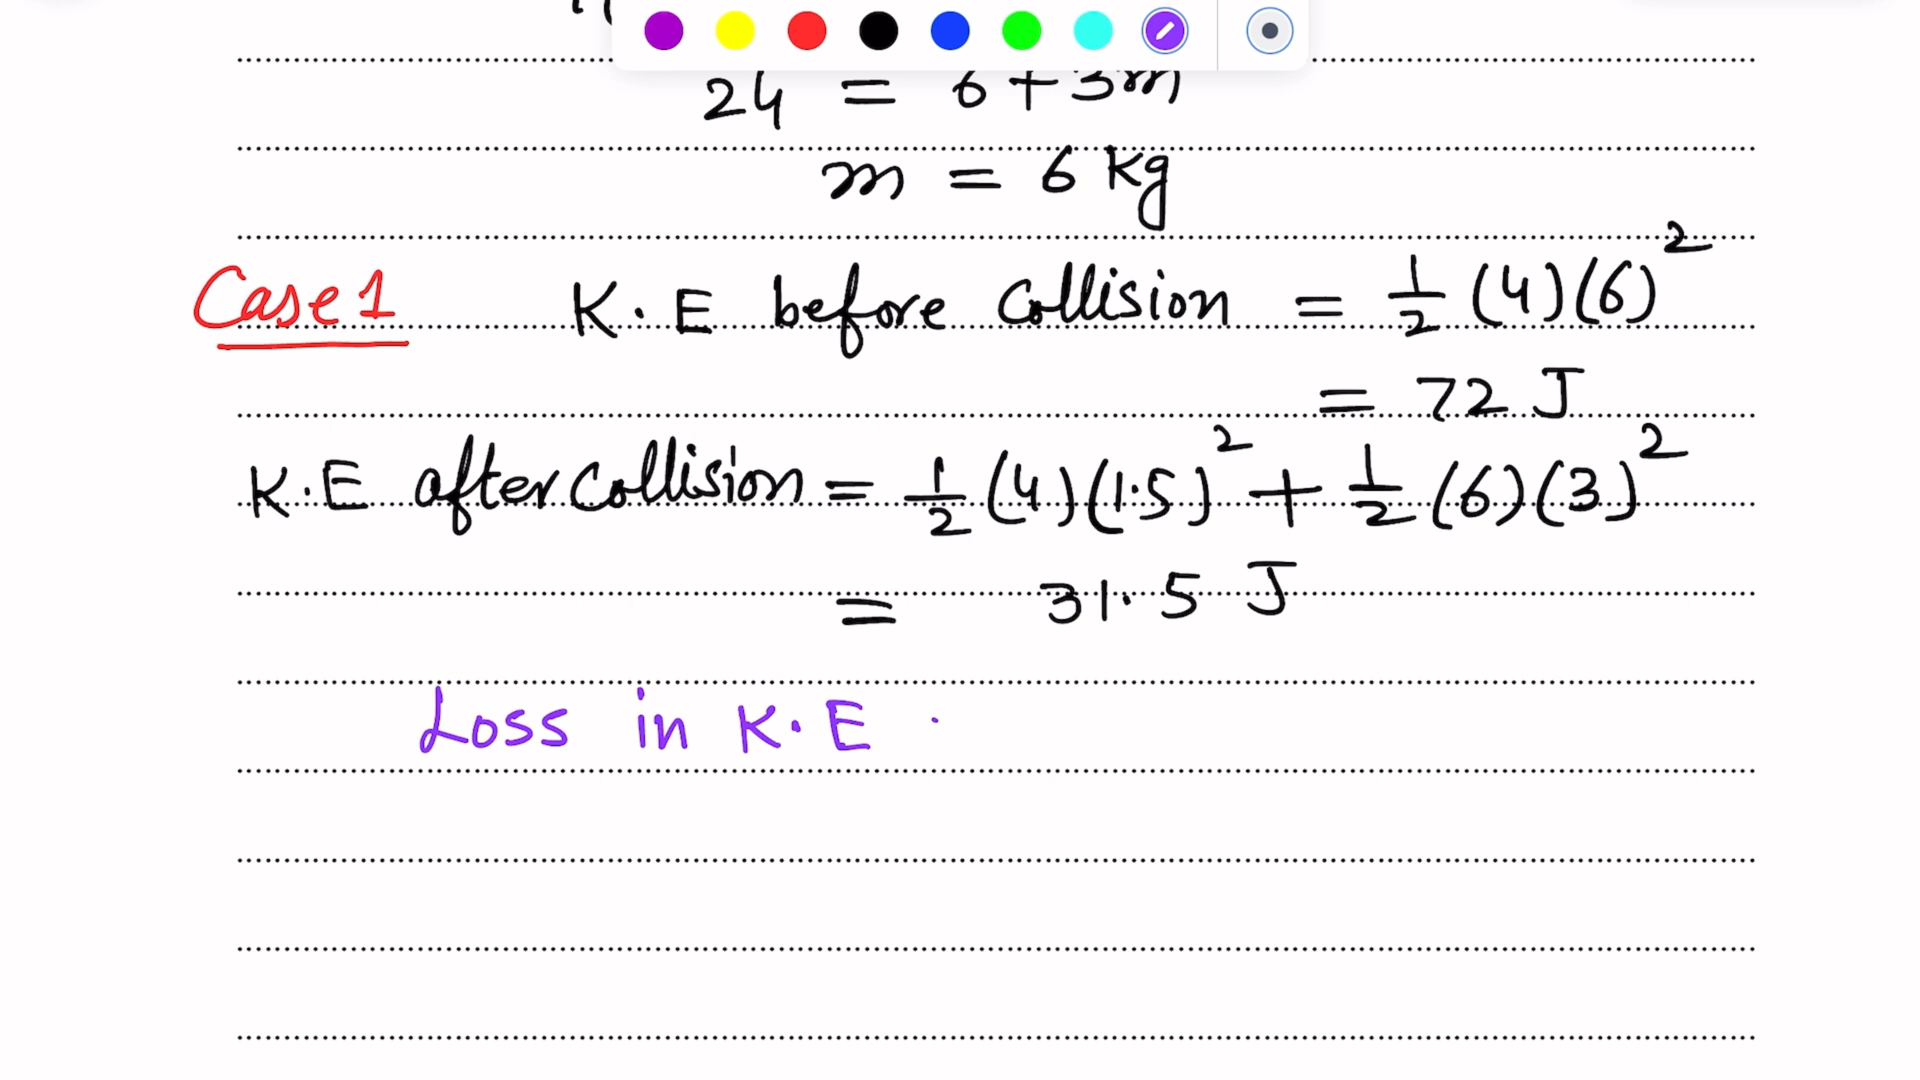 24 = 6 + 3m
m = 6 Kg
Case 1 K.E before Collision = 1/2 (4)(6)²
= 72 J
K.E after Collision = 1/2 (4)(1.5)² + 1/2 (6)(3)²
= 31.5 J
Loss in K.E